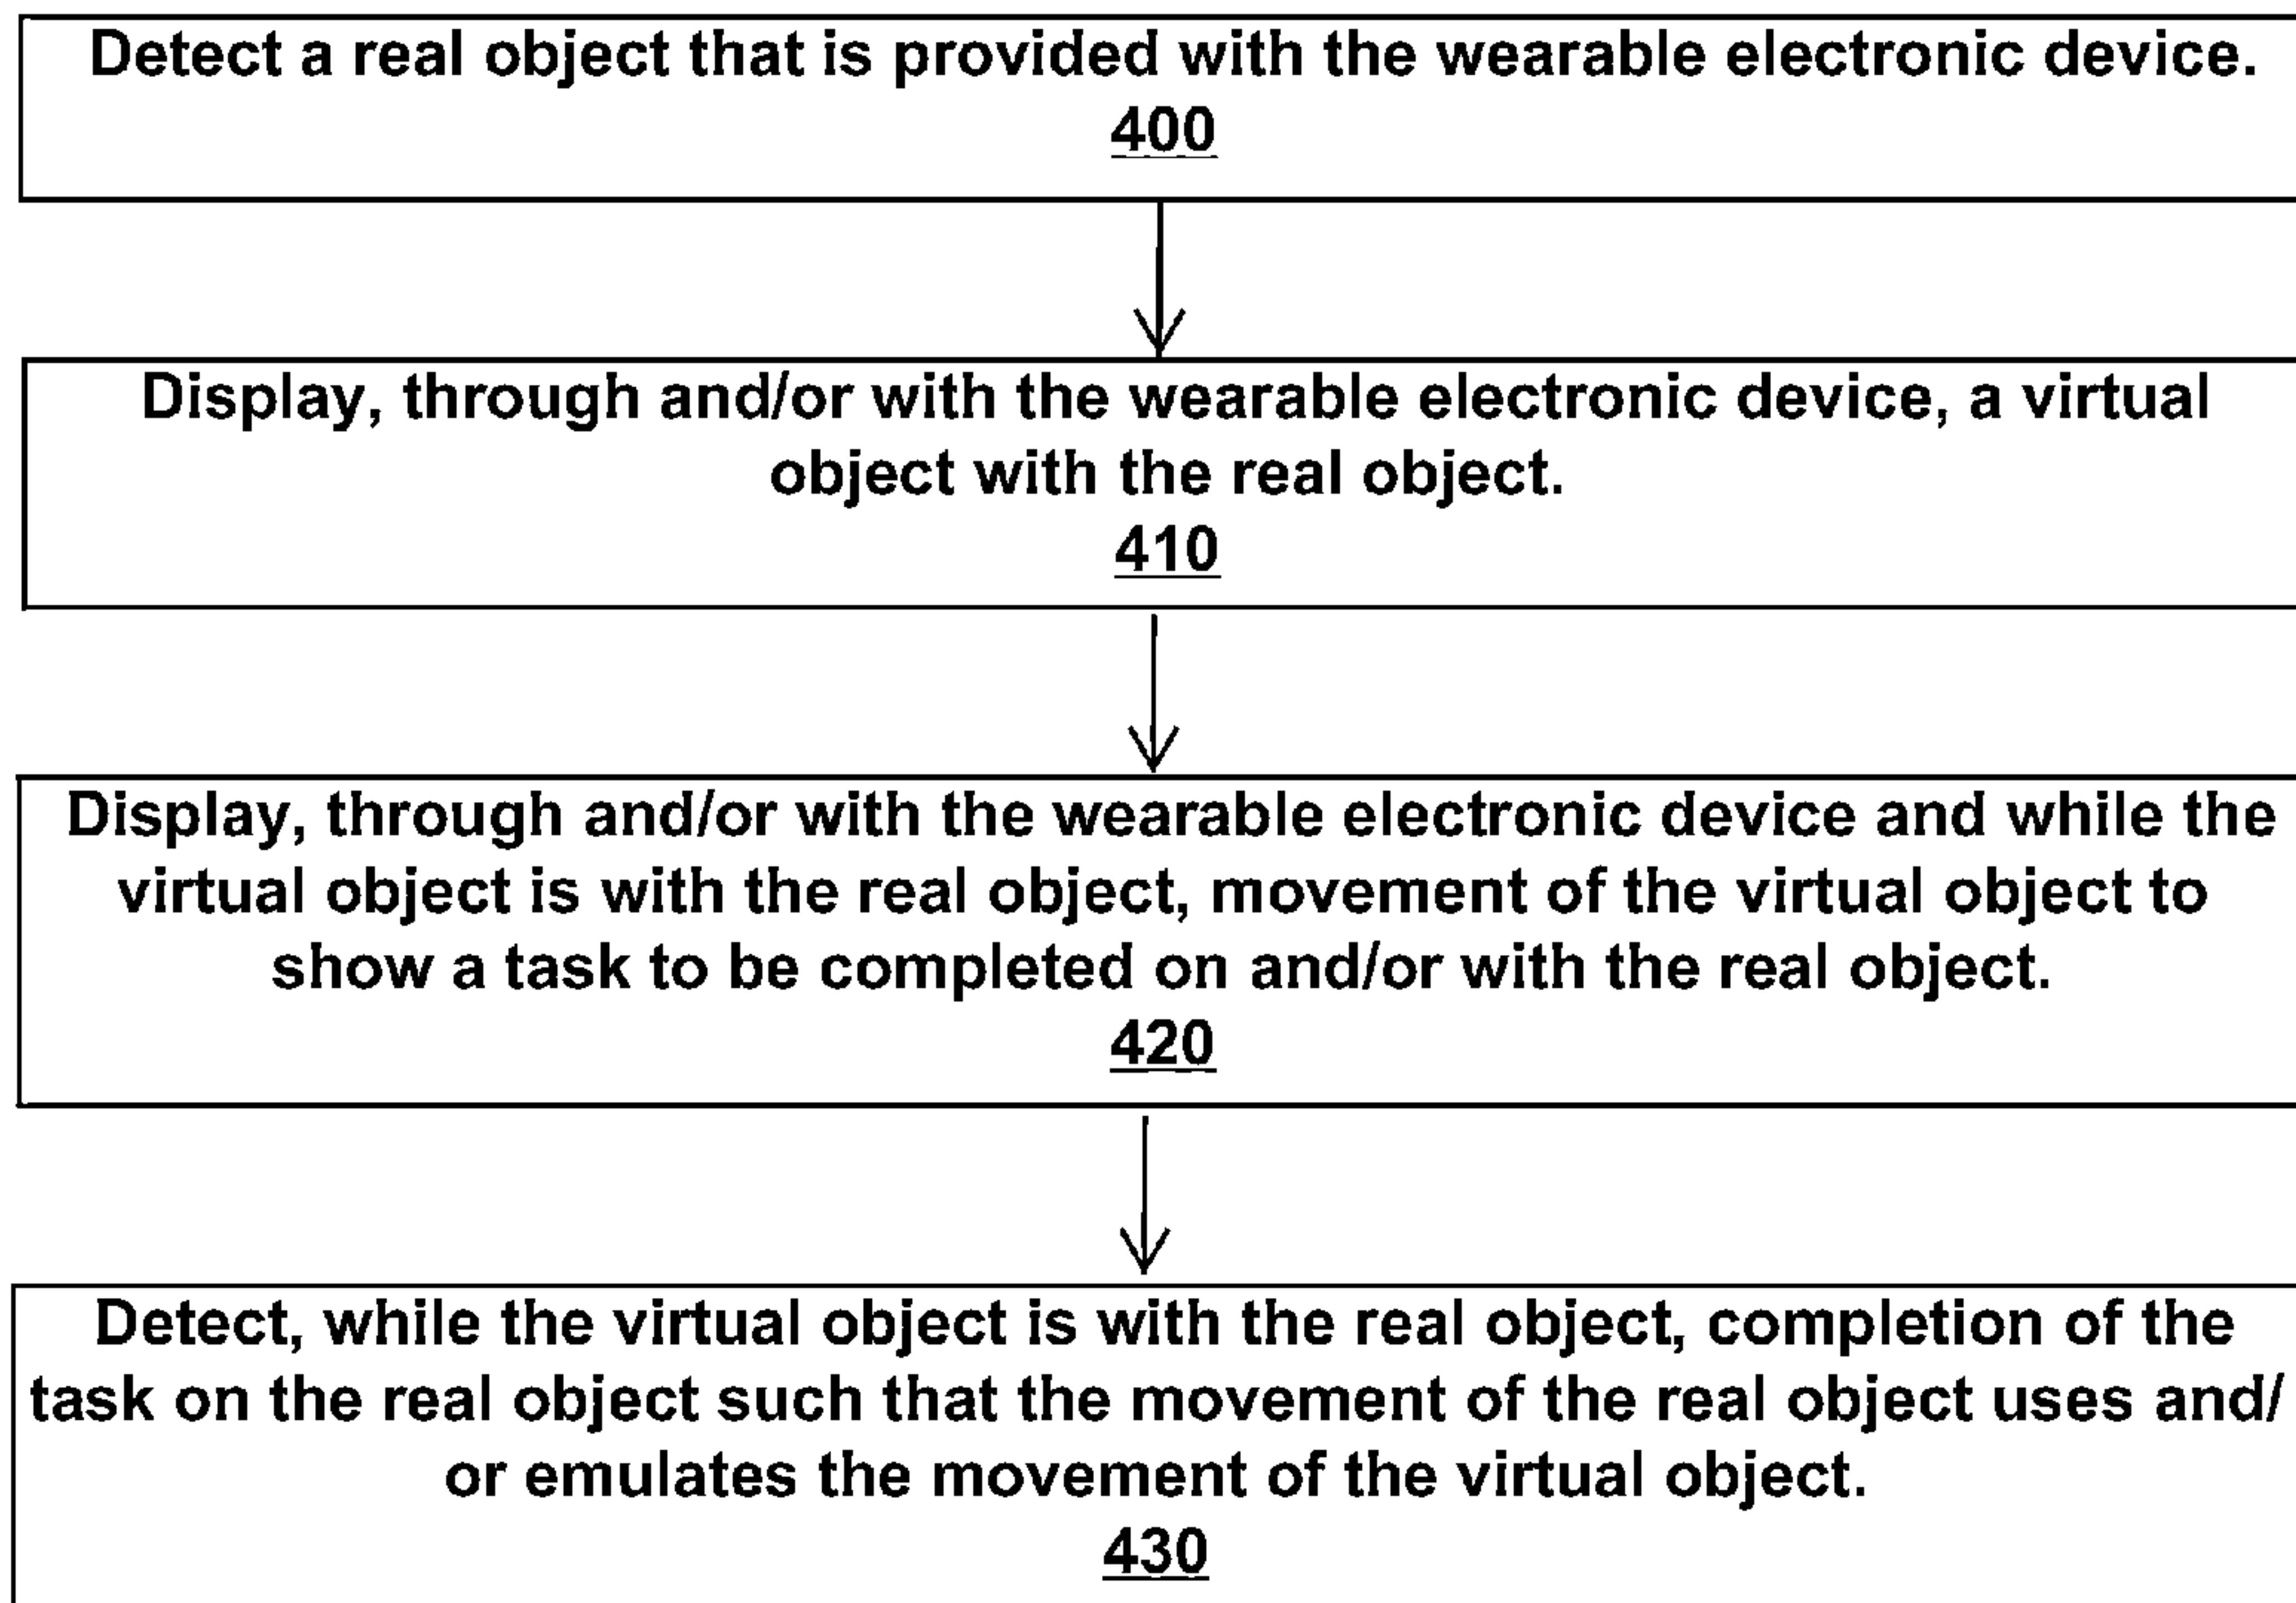 Detect a real object that is provided with the wearable electronic device.
400
Display, through and/or with the wearable electronic device, a virtual
object with the real object.
410
Display, through and/or with the wearable electronic device and while the
virtual object is with the real object, movement of the virtual object to
show a task to be completed on and/or with the real object.
420
Detect, while the virtual object is with the real object, completion of the
task on the real object such that the movement of the real object uses and/
or emulates the movement of the virtual object.
430